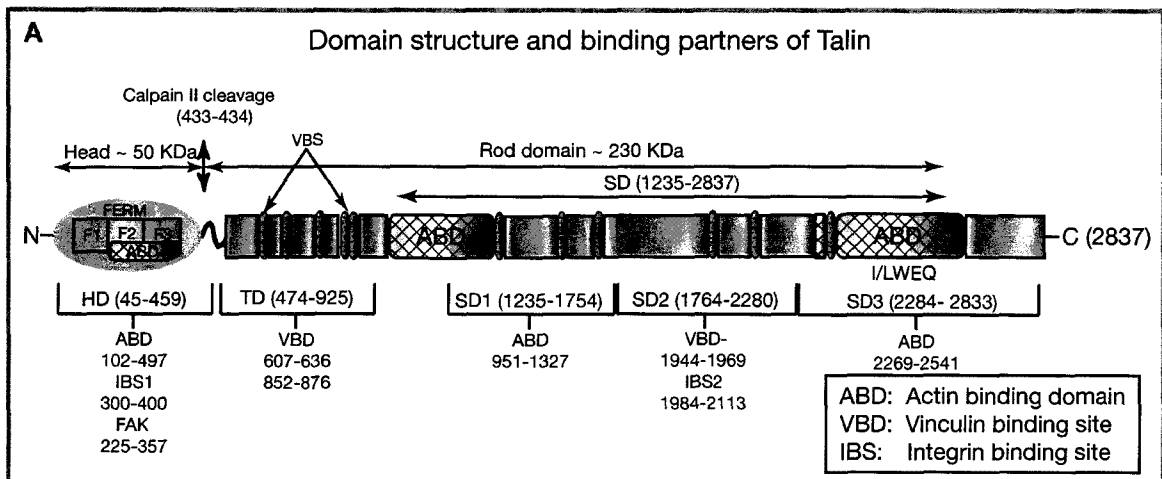 A
Domain structure and binding partners of Talin
Calpain II cleavage
(433-434)
VBS
Head ~ 50 KDa
Rod domain ~ 230 KDa
SD (1235-2837)
FERM
F1 F2 F3
N
ABD
ABD
C (2837)
I/LWEQ
HD (45-459)
TD (474-925)
SD1 (1235-1754)
SD2 (1764-2280)
SD3 (2284- 2833)
ABD
102-497
IBS1
300-400
FAK
225-357
VBD
607-636
852-876
ABD
951-1327
VBD-
1944-1969
IBS2
1984-2113
ABD
2269-2541
ABD: Actin binding domain
VBD: Vinculin binding site
IBS: Integrin binding site